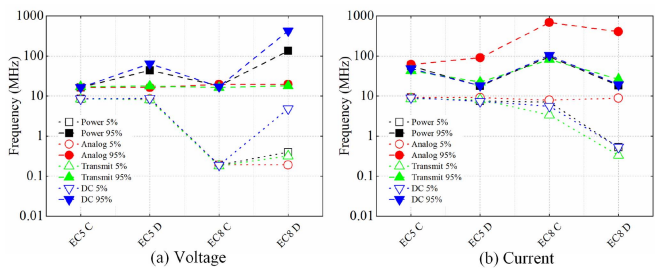 1000
100
10
1
0.1
0.01
Frequency (MHz)
Power 5%
Power 95%
Analog 5%
Analog 95%
Transmit 5%
Transmit 95%
DC 5%
DC 95%
EC5 C
EC5 D
EC8 C
EC8 D
(a) Voltage
1000
100
10
1
0.1
0.01
Frequency (MHz)
Power 5%
Power 95%
Analog 5%
Analog 95%
Transmit 5%
Transmit 95%
DC 5%
DC 95%
EC5 C
EC5 D
EC8 C
EC8 D
(b) Current